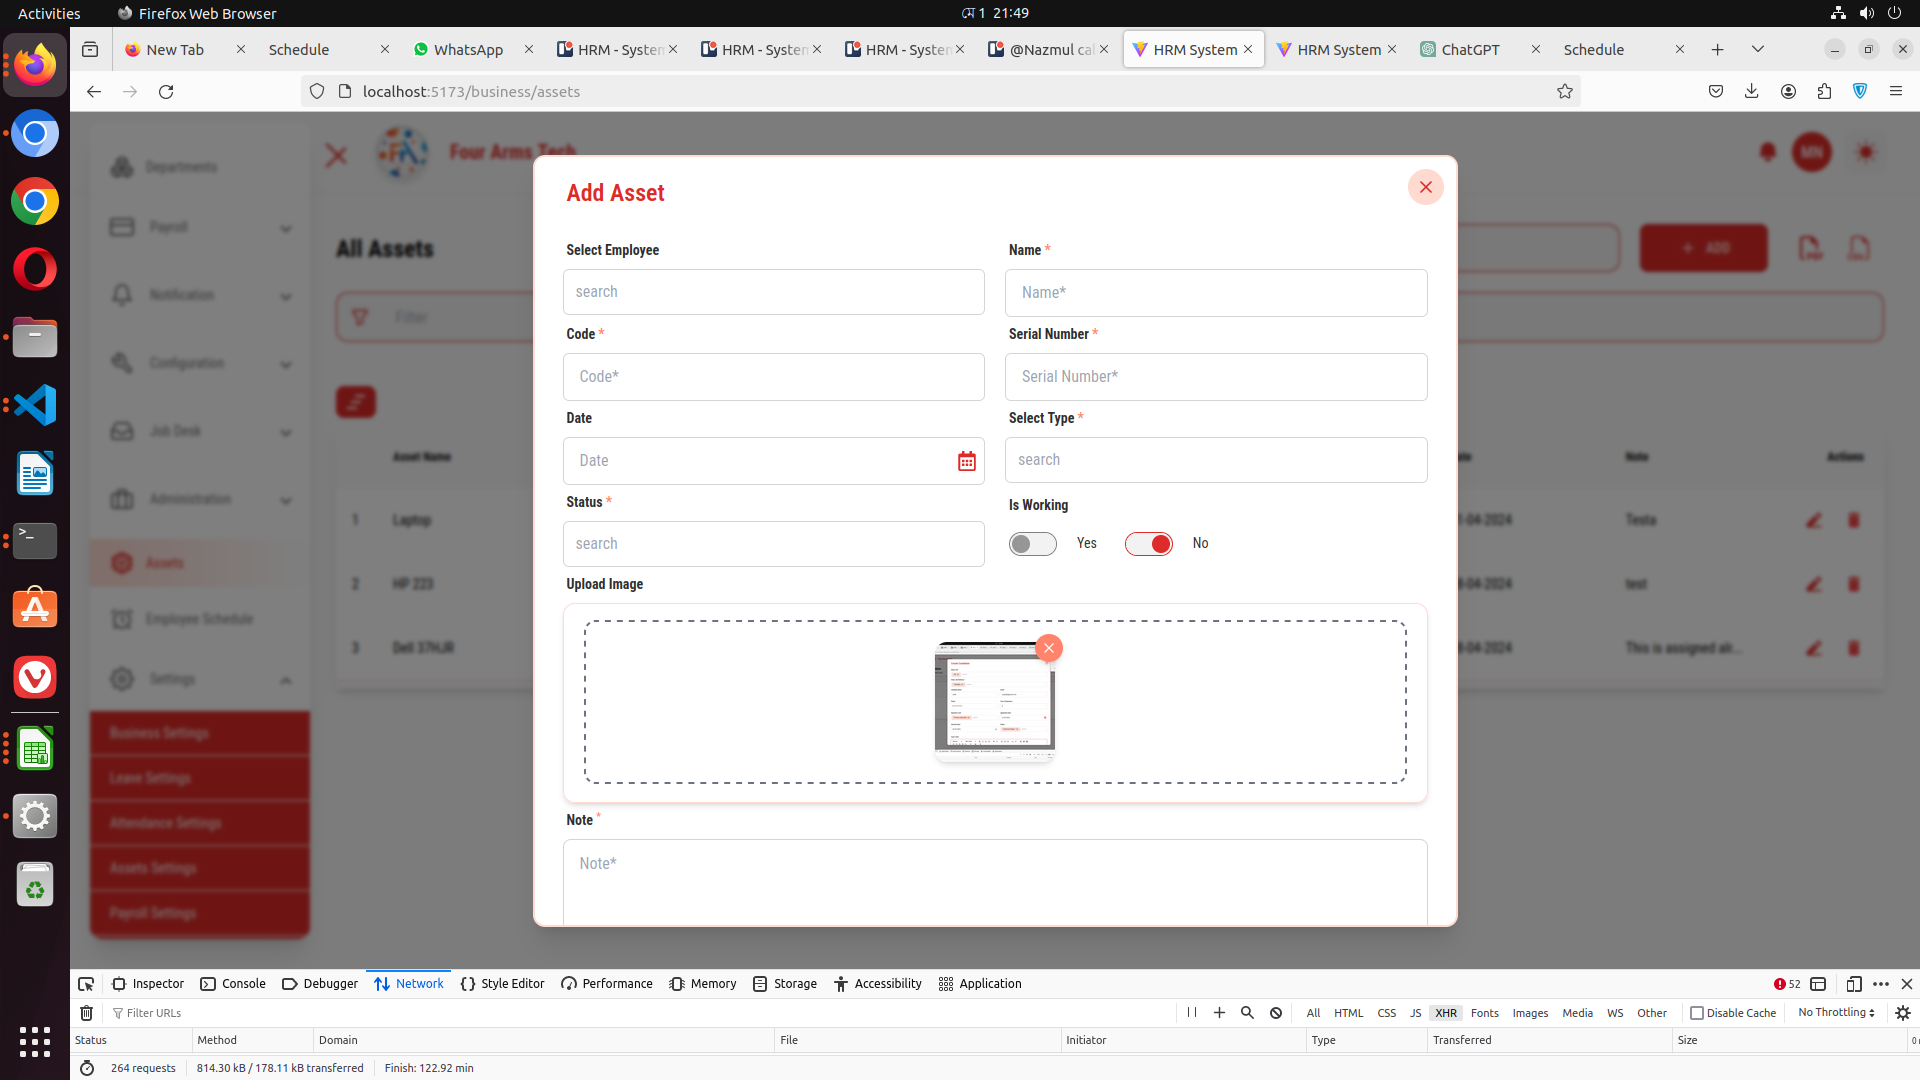 Activities
Firefox Web Browser
1 21:49
New Tab
Schedule
WhatsApp
HRM - System
HRM - System
HRM - System
@Nazmul cal
HRM System
HRM System
ChatGPT
Schedule
localhost:5173/business/assets
Departments
Payroll
Notification
Configuration
Job Desk
Administration
Assets
Employee Schedule
Settings
Business Settings
Leave Settings
Attendance Settings
Assets Settings
Payroll Settings
Four Arms Tech
MN
All Assets
+ ADD
Filter
Asset Name
Note
Actions
1 Laptop
1-04-2024
Testa
2 HP 223
8-04-2024
test
3 Dell 37HJR
8-04-2024
This is assigned alr...
Add Asset
Select Employee
search
Name *
Name*
Code *
Code*
Serial Number *
Serial Number*
Date
Date
Select Type *
search
Status *
search
Is Working
Yes
No
Upload Image
Note *
Note*
Inspector
Console
Debugger
Network
Style Editor
Performance
Memory
Storage
Accessibility
Application
52
Filter URLs
All
HTML
CSS
JS
XHR
Fonts
Images
Media
WS
Other
Disable Cache
No Throttling
Status
Method
Domain
File
Initiator
Type
Transferred
Size
264 requests
814.30 kB / 178.11 kB transferred
Finish: 122.92 min